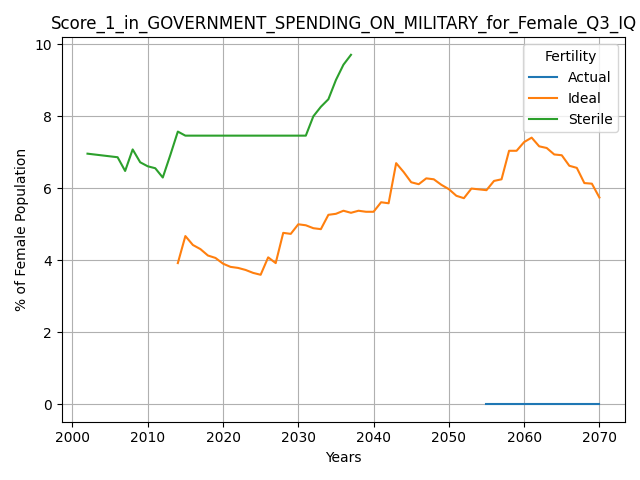 Score_1_in_GOVERNMENT_SPENDING_ON_MILITARY_for_Female_Q3_IQ
10
8
6
4
2
0
% of Female Population
Fertility
Actual
Ideal
Sterile
2000 2010 2020 2030 2040 2050 2060 2070
Years